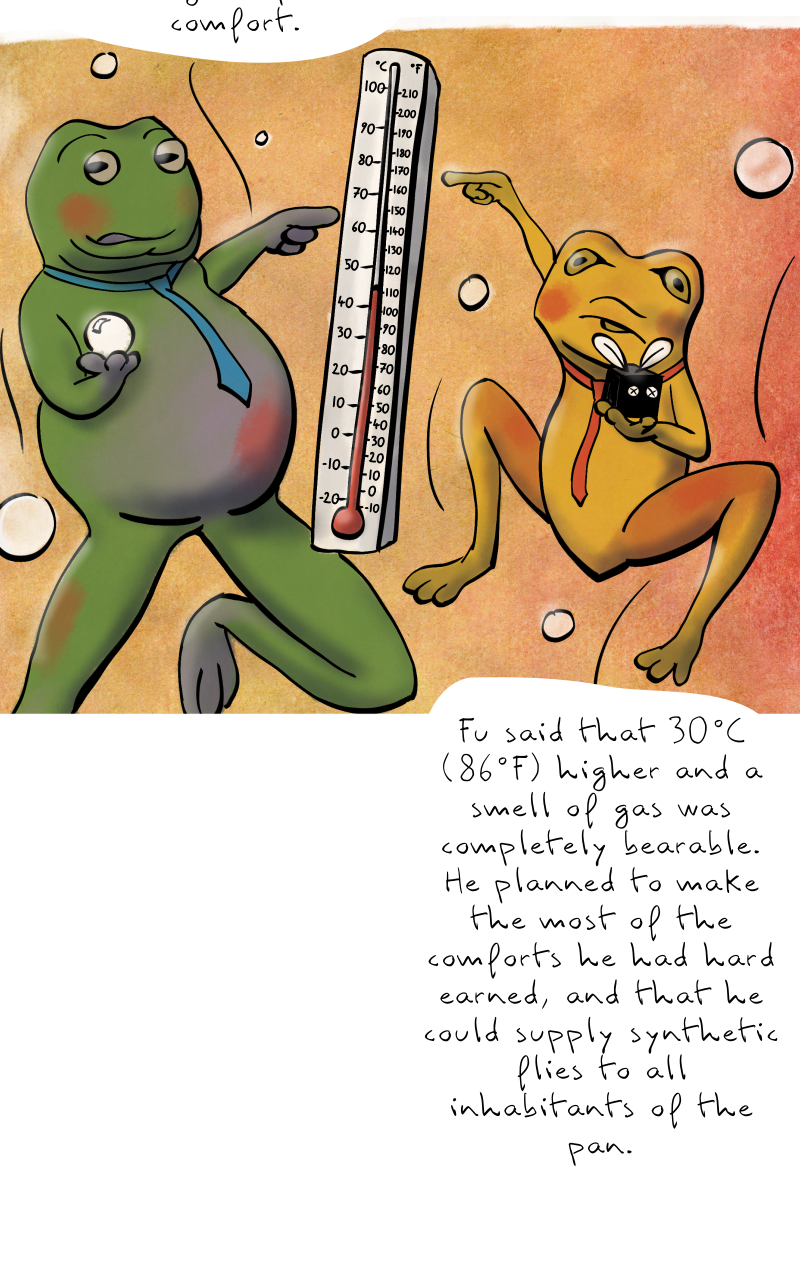 comfort.
°C °F
100
90
80
70
60
50
40
30
20
10
0
-10
-20
210
200
190
180
170
160
150
140
130
120
110
100
90
80
70
60
50
40
30
20
10
0
-10
Fu said that 30°C
(86°F) higher and a
smell of gas was
completely bearable.
He planned to make
the most of the
comforts he had hard
earned, and that he
could supply synthetic
flies to all
inhabitants of the
pan.